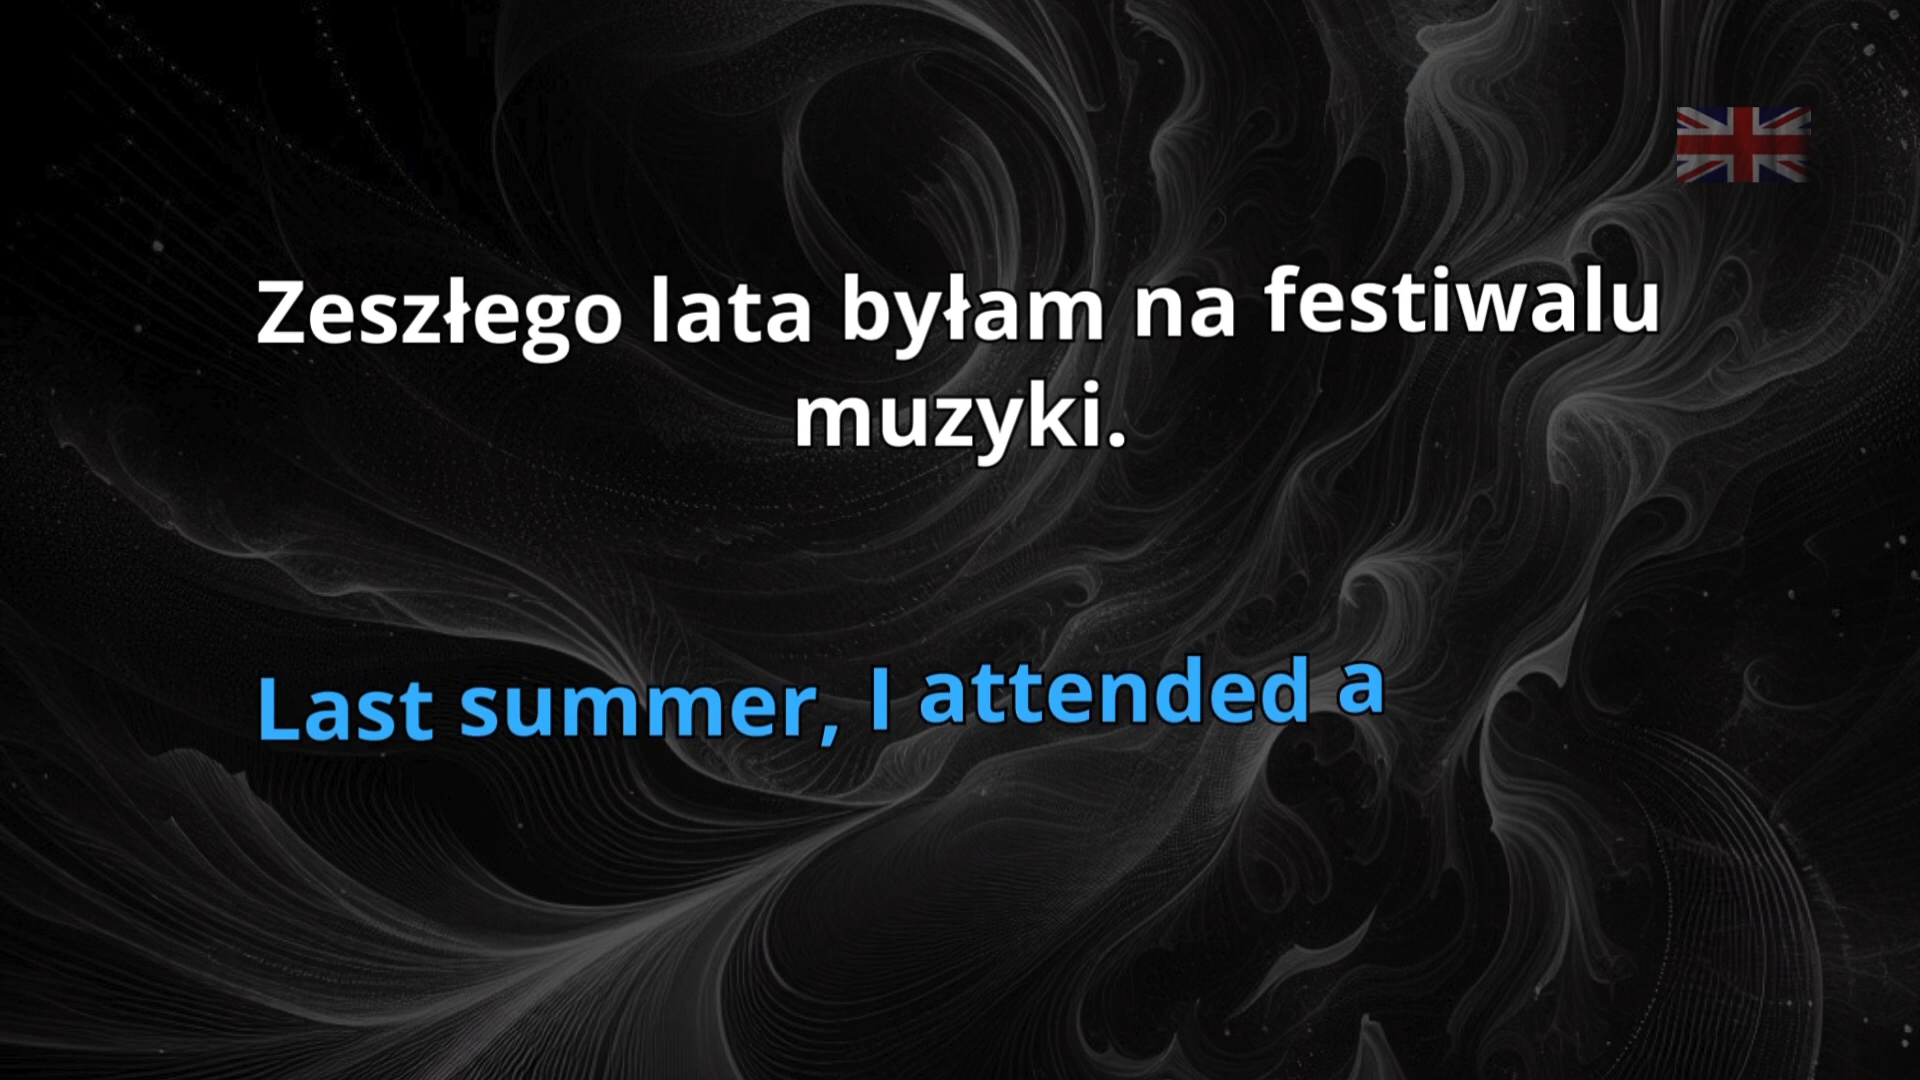 Zeszłego lata byłam na festiwalu
muzyki.
Last summer, I attended a